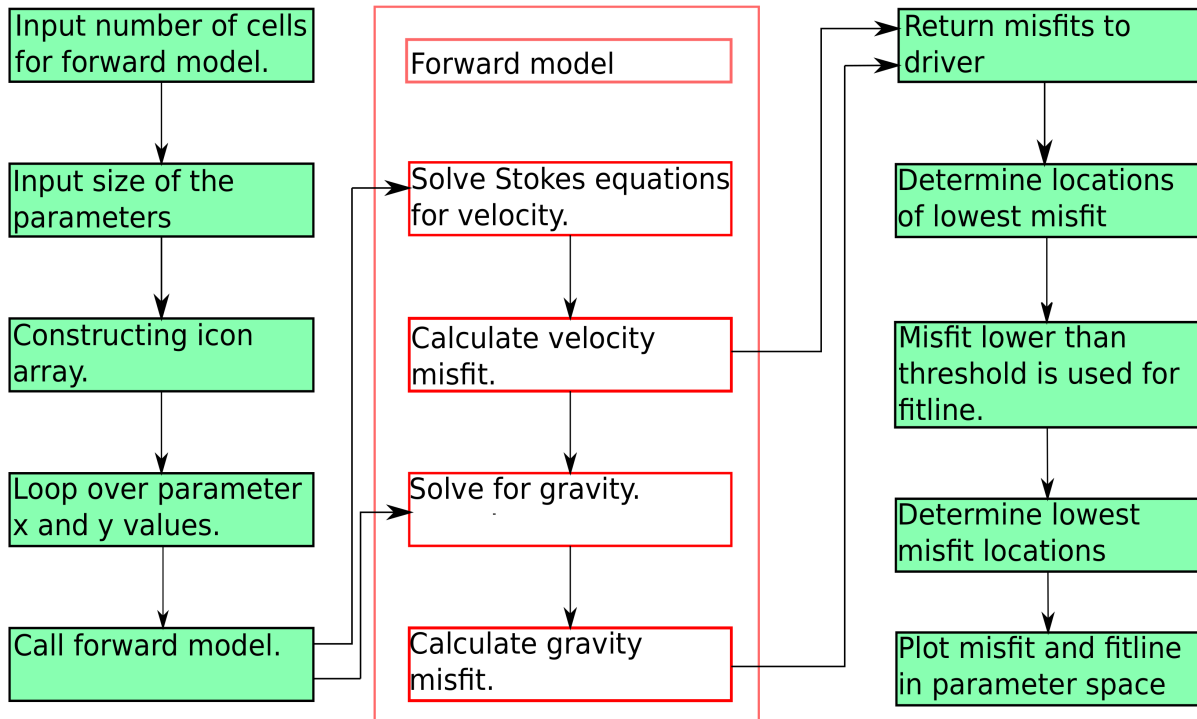 Input number of cells
for forward model.
Input size of the
parameters
Constructing icon
array.
Loop over parameter
x and y values.
Call forward model.
Forward model
Solve Stokes equations
for velocity.
Calculate velocity
misfit.
Solve for gravity.
Calculate gravity
misfit.
Return misfits to
driver
Determine locations
of lowest misfit
Misfit lower than
threshold is used for
fitline.
Determine lowest
misfit locations
Plot misfit and fitline
in parameter space